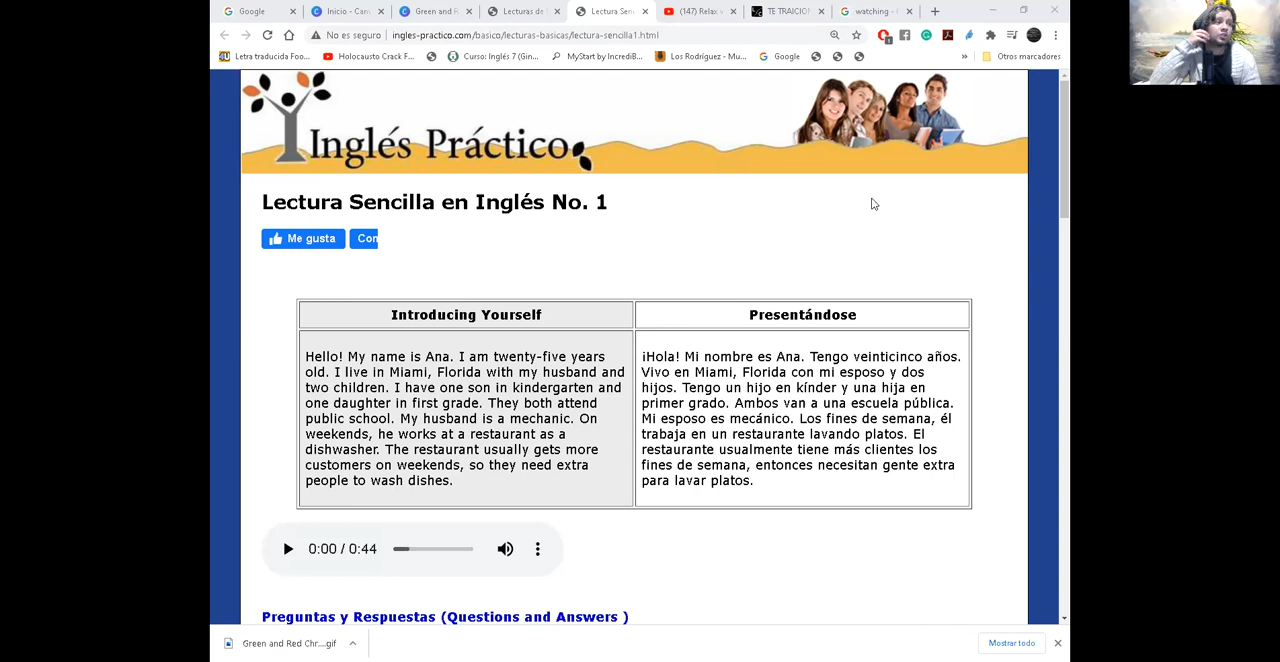 Google
Inicio - Can
Green and R
Lecturas de
Lectura Sen
(147) Relax
TE TRAICION
watching -
No es seguro
ingles-practico.com/basico/lecturas-basicas/lectura-sencilla1.html
Letra traducida Foo...
Holocausto Crack F...
Curso: Inglés 7 (Gin...
MyStart by IncrediB...
Los Rodríguez - Mu...
Google
»
Otros marcadores
Inglés Práctico
Lectura Sencilla en Inglés No. 1
Me gusta
Con
Introducing Yourself
Hello! My name is Ana. I am twenty-five years
old. I live in Miami, Florida with my husband and
two children. I have one son in kindergarten and
one daughter in first grade. They both attend
public school. My husband is a mechanic. On
weekends, he works at a restaurant as a
dishwasher. The restaurant usually gets more
customers on weekends, so they need extra
people to wash dishes.
Presentándose
¡Hola! Mi nombre es Ana. Tengo veinticinco años.
Vivo en Miami, Florida con mi esposo y dos
hijos. Tengo un hijo en kínder y una hija en
primer grado. Ambos van a una escuela pública.
Mi esposo es mecánico. Los fines de semana, él
trabaja en un restaurante lavando platos. El
restaurante usualmente tiene más clientes los
fines de semana, entonces necesitan gente extra
para lavar platos.
0:00 / 0:44
Preguntas y Respuestas (Questions and Answers )
Green and Red Chr....gif
Mostrar todo